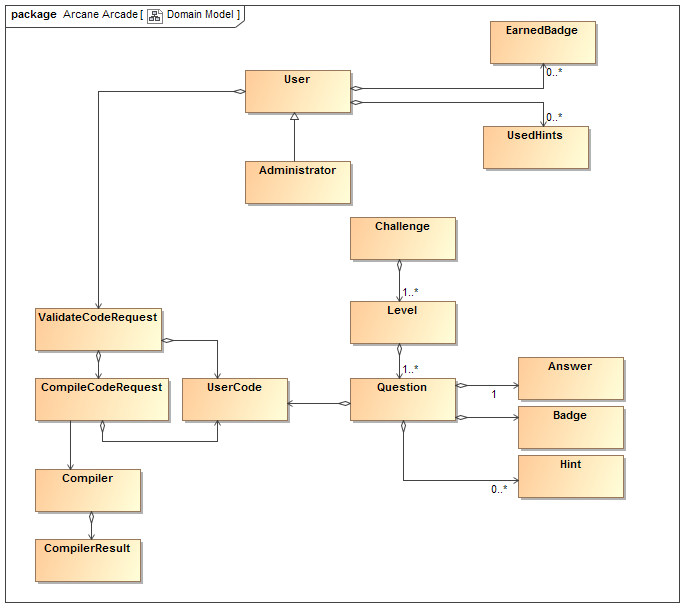 package Arcane Arcade [ Domain Model ]
EarnedBadge
0..*
User
0..*
UsedHints
Administrator
Challenge
1..*
Level
1..*
ValidateCodeRequest
CompileCodeRequest
UserCode
Question
Answer
1
Badge
Hint
0..*
Compiler
CompilerResult